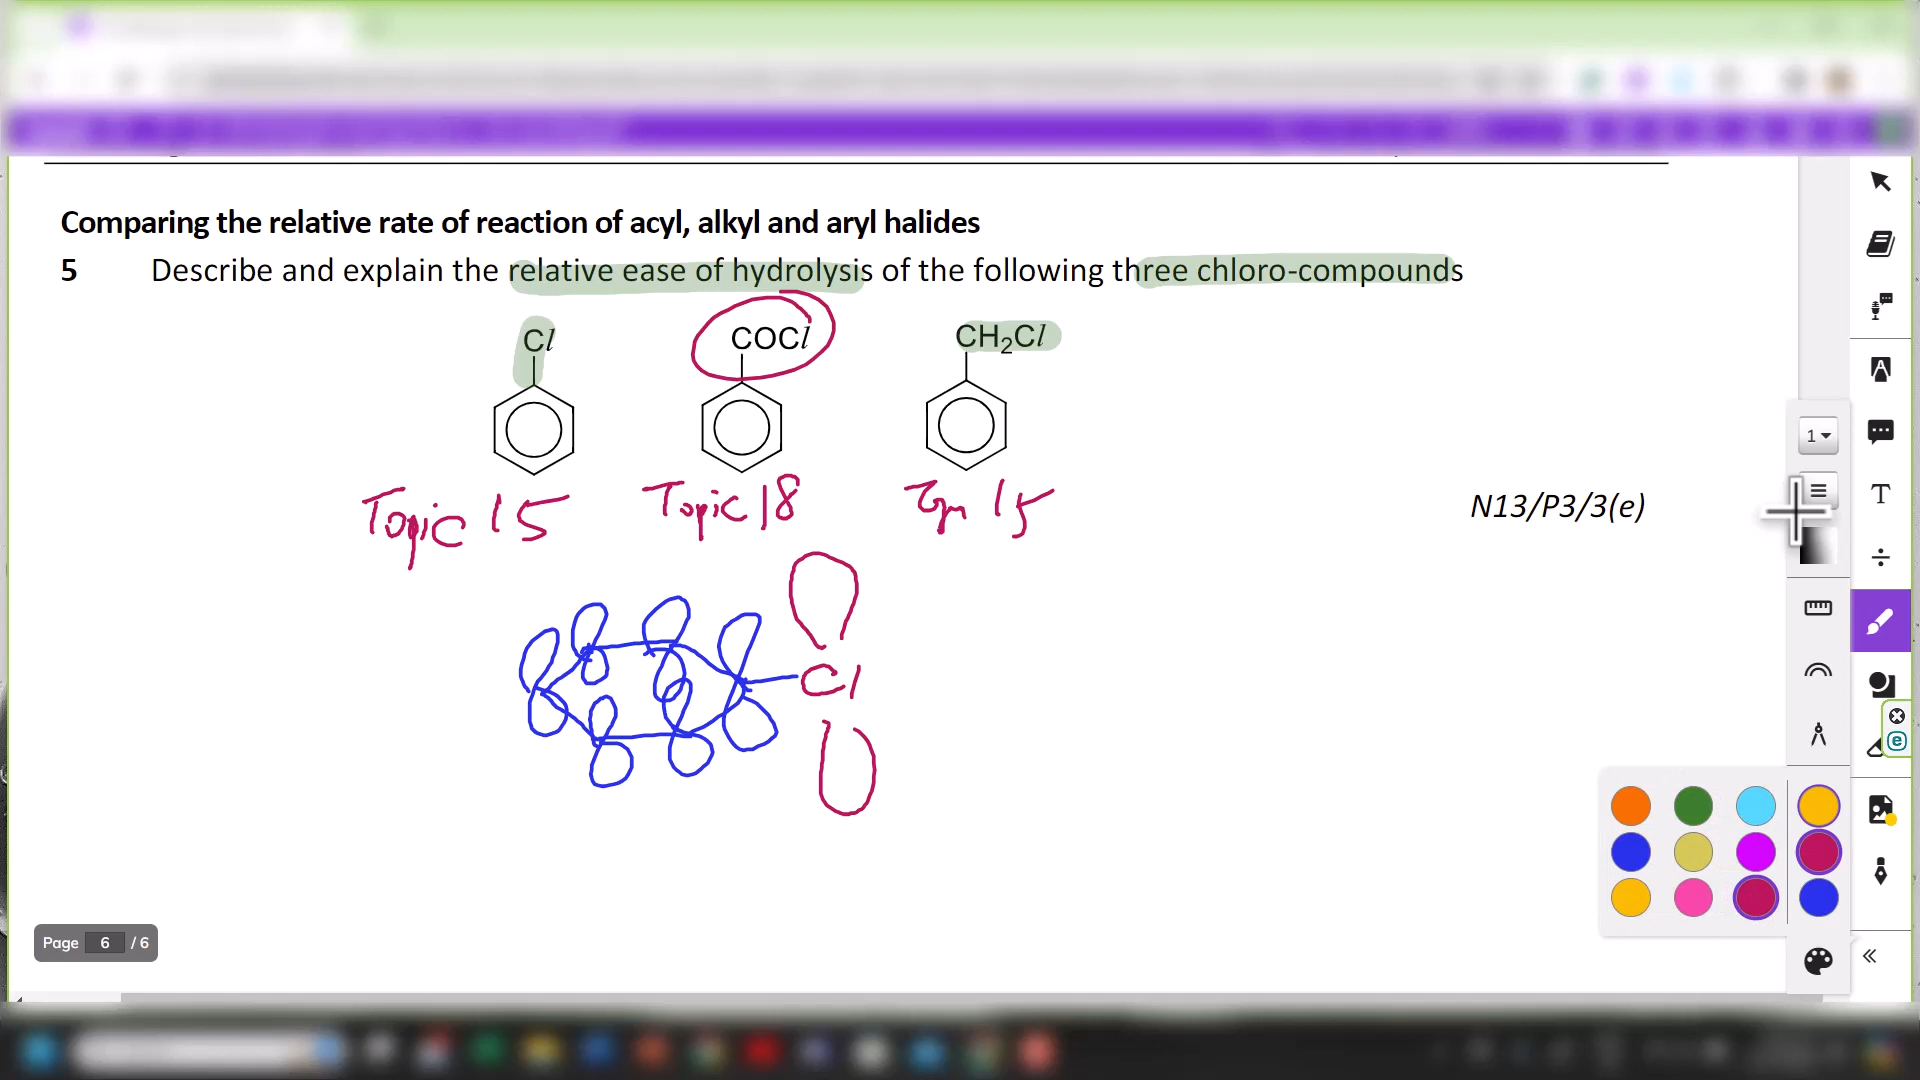 Comparing the relative rate of reaction of acyl, alkyl and aryl halides
5 Describe and explain the relative ease of hydrolysis of the following three chloro-compounds
Cl COCl CH₂Cl
Topic 15 Topic 18 15
N13/P3/3(e)
Cl
1
T
Page 6 / 6